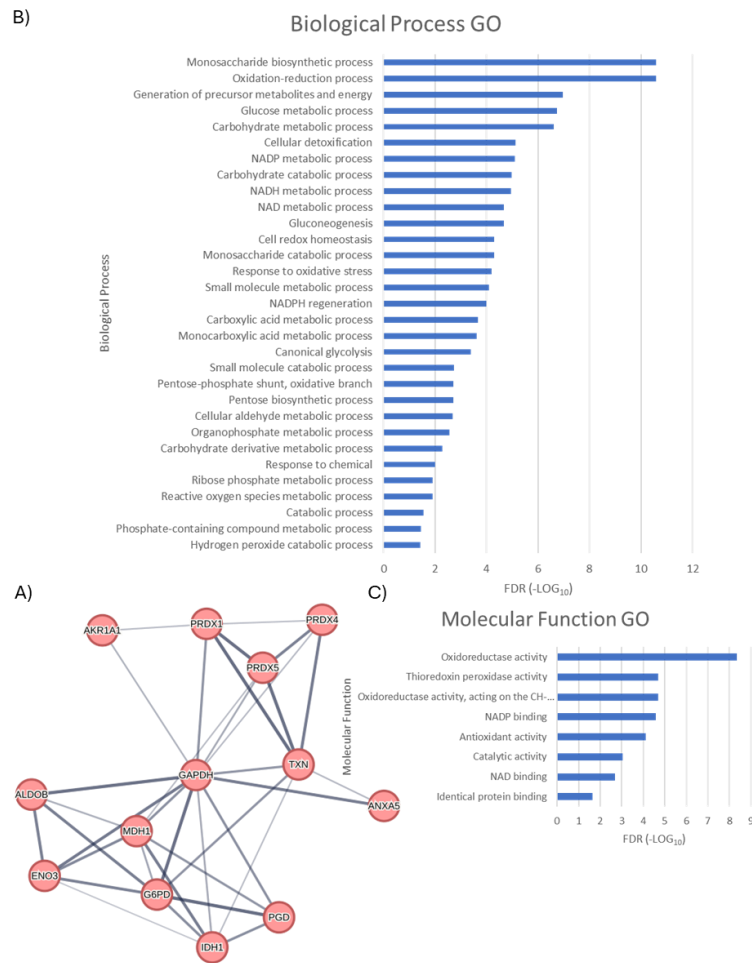 B)
Biological Process GO
Monosaccharide biosynthetic process
Oxidation-reduction process
Generation of precursor metabolites and energy
Glucose metabolic process
Carbohydrate metabolic process
Cellular detoxification
NADP metabolic process
Carbohydrate catabolic process
NADH metabolic process
NAD metabolic process
Gluconeogenesis
Cell redox homeostasis
Monosaccharide catabolic process
Response to oxidative stress
Small molecule metabolic process
NADPH regeneration
Carboxylic acid metabolic process
Monocarboxylic acid metabolic process
Canonical glycolysis
Small molecule catabolic process
Pentose-phosphate shunt, oxidative branch
Pentose biosynthetic process
Cellular aldehyde metabolic process
Organophosphate metabolic process
Carbohydrate derivative metabolic process
Response to chemical
Ribose phosphate metabolic process
Reactive oxygen species metabolic process
Catabolic process
Phosphate-containing compound metabolic process
Hydrogen peroxide catabolic process
Biological Process
0 2 4 6 8 10 12
FDR (-LOG10)
A)
AKR1A1
PRDX1
PRDX4
PRDX5
TXN
GAPDH
ANXA5
ALDOB
MDH1
ENO3
G6PD
PGD
IDH1
C)
Molecular Function GO
Oxidoreductase activity
Thioredoxin peroxidase activity
Oxidoreductase activity, acting on the CH-...
NADP binding
Antioxidant activity
Catalytic activity
NAD binding
Identical protein binding
Molecular Function
0 1 2 3 4 5 6 7 8 9
FDR (-LOG10)